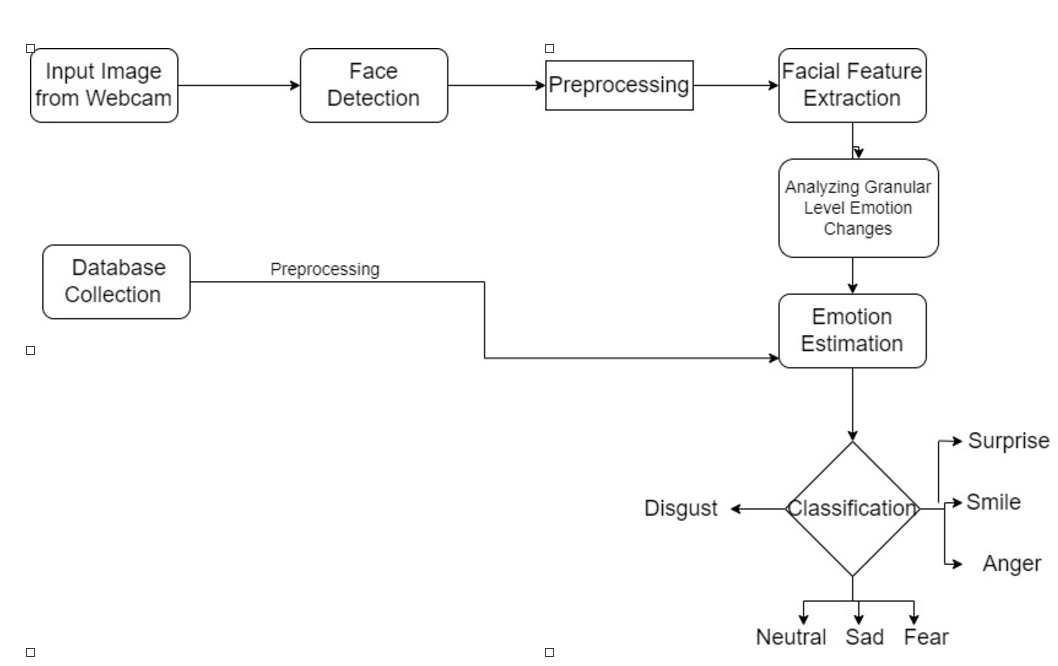 Input Image
from Webcam
Face
Detection
Preprocessing
Facial Feature
Extraction
Analyzing Granular
Level Emotion
Changes
Database
Collection
Preprocessing
Emotion
Estimation
Classification
Surprise
Smile
Anger
Disgust
Neutral
Sad
Fear